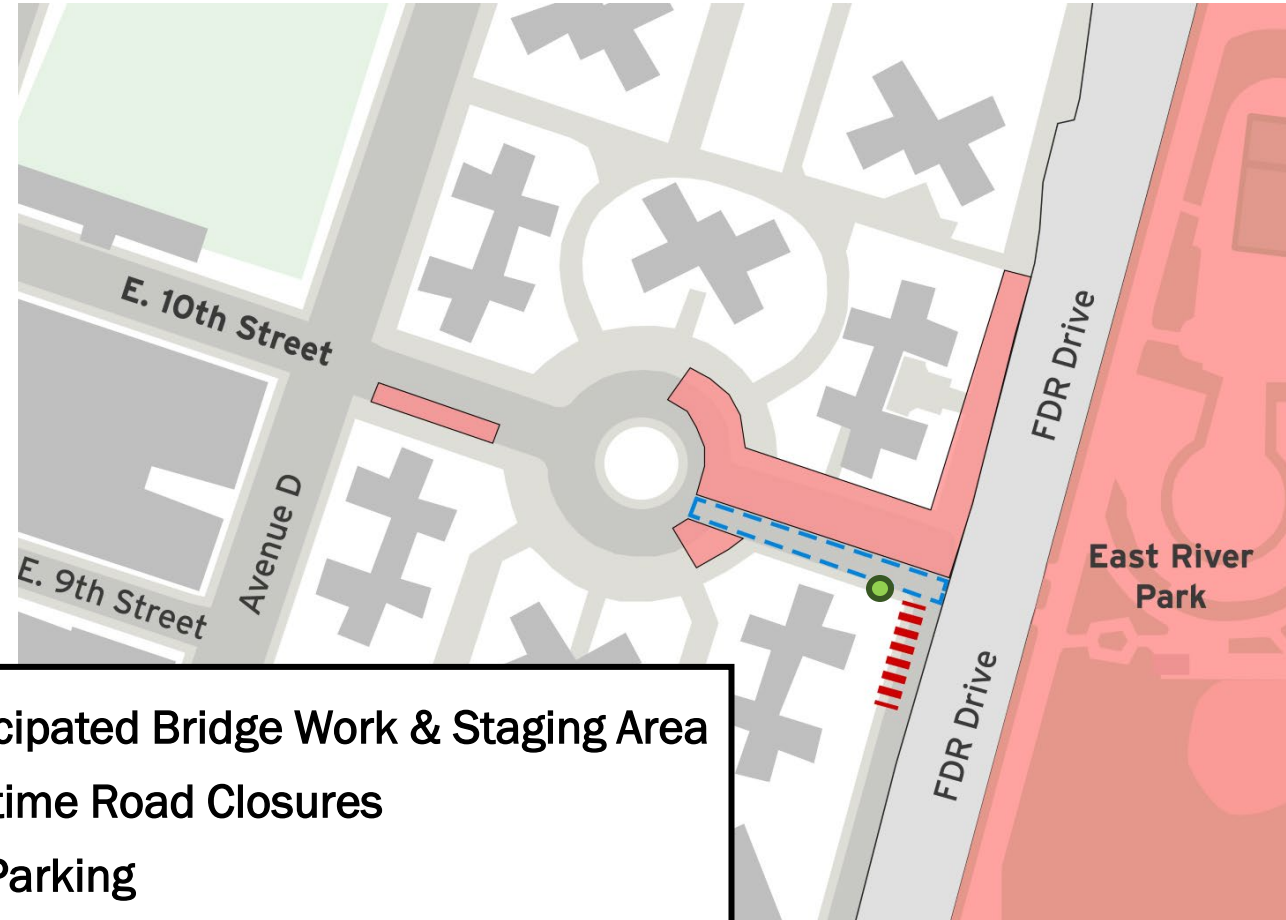 E. 10th Street
FDR Drive
Avenue D
East River
Park
E. 9th Street
FDR Drive
cipated Bridge Work & Staging Area
time Road Closures
Parking